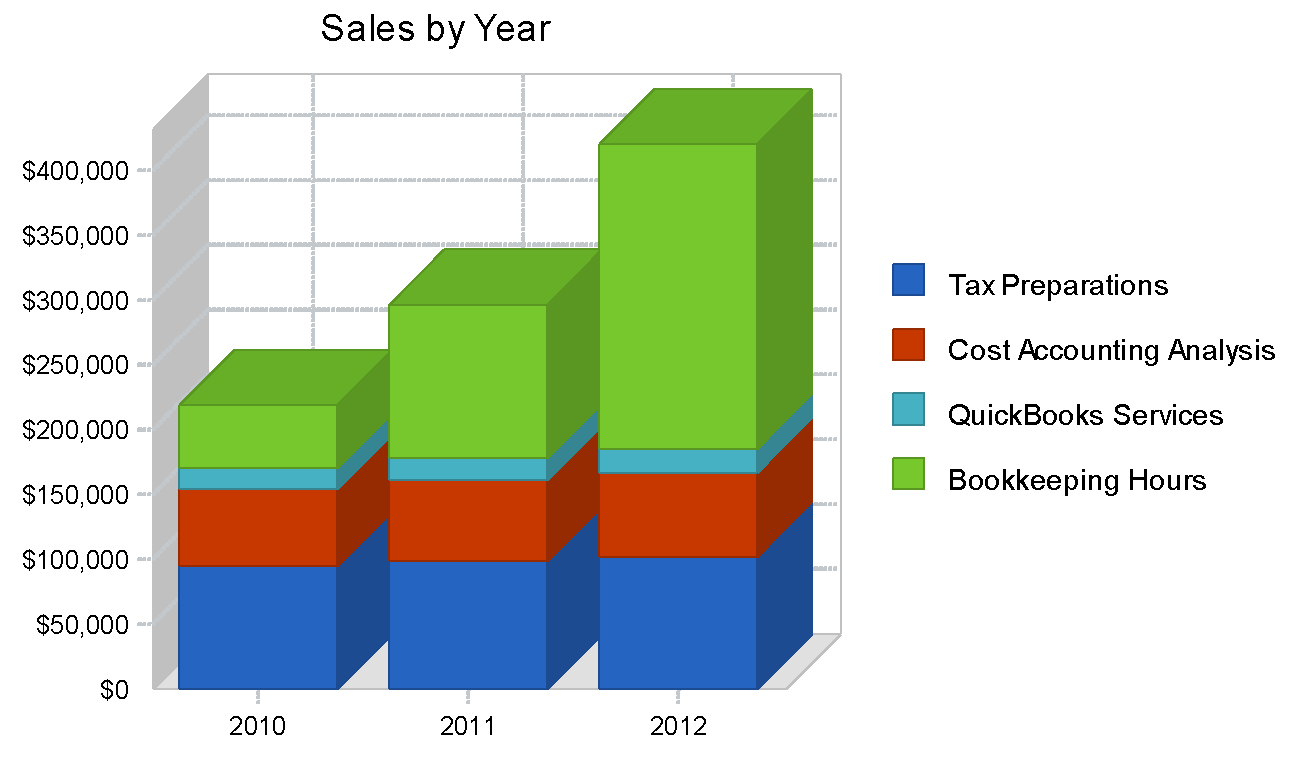 Sales by Year
$400,000
$350,000
$300,000
$250,000
$200,000
$150,000
$100,000
$50,000
$0
2010 2011 2012
Tax Preparations
Cost Accounting Analysis
QuickBooks Services
Bookkeeping Hours